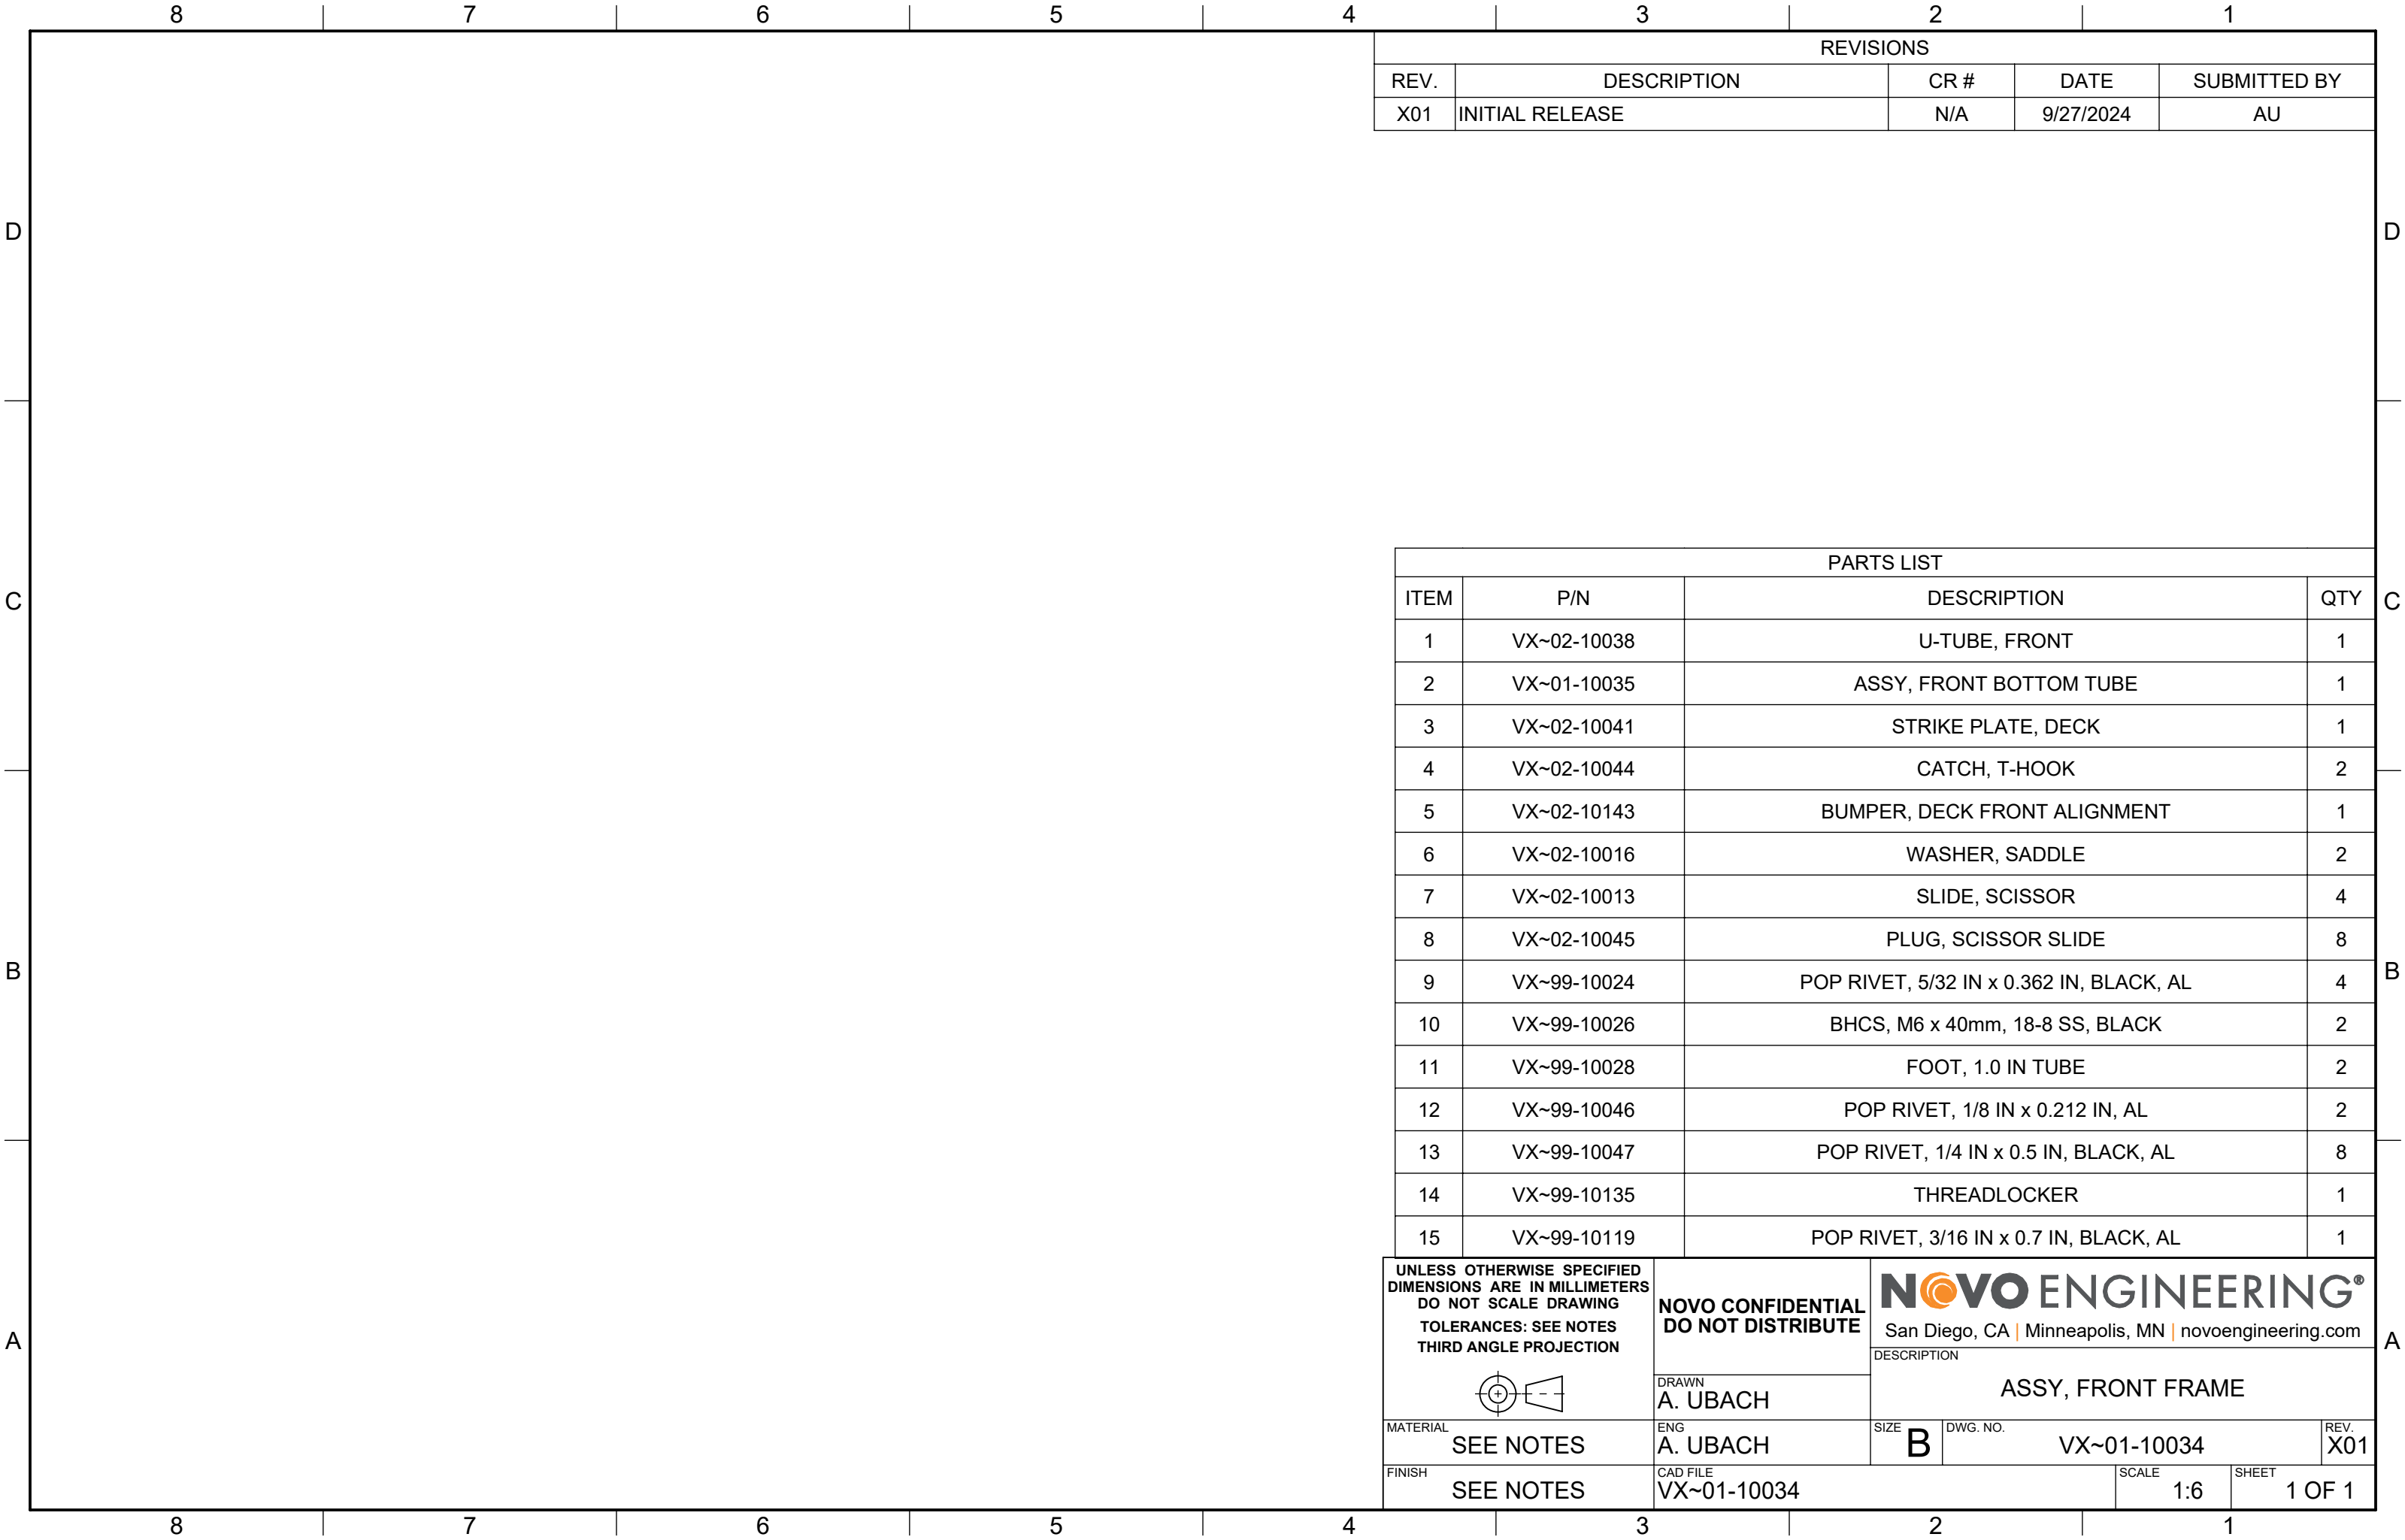 8 7 6 5 4 3 2 1
REVISIONS
REV. DESCRIPTION CR # DATE SUBMITTED BY
X01 INITIAL RELEASE N/A 9/27/2024 AU
D D
PARTS LIST
ITEM P/N DESCRIPTION QTY
C C
1 VX~02-10038 U-TUBE, FRONT 1
2 VX~01-10035 ASSY, FRONT BOTTOM TUBE 1
3 VX~02-10041 STRIKE PLATE, DECK 1
4 VX~02-10044 CATCH, T-HOOK 2
5 VX~02-10143 BUMPER, DECK FRONT ALIGNMENT 1
6 VX~02-10016 WASHER, SADDLE 2
7 VX~02-10013 SLIDE, SCISSOR 4
8 VX~02-10045 PLUG, SCISSOR SLIDE 8
B B
9 VX~99-10024 POP RIVET, 5/32 IN x 0.362 IN, BLACK, AL 4
10 VX~99-10026 BHCS, M6 x 40mm, 18-8 SS, BLACK 2
11 VX~99-10028 FOOT, 1.0 IN TUBE 2
12 VX~99-10046 POP RIVET, 1/8 IN x 0.212 IN, AL 2
13 VX~99-10047 POP RIVET, 1/4 IN x 0.5 IN, BLACK, AL 8
14 VX~99-10135 THREADLOCKER 1
15 VX~99-10119 POP RIVET, 3/16 IN x 0.7 IN, BLACK, AL 1
UNLESS OTHERWISE SPECIFIED
DIMENSIONS ARE IN MILLIMETERS
DO NOT SCALE DRAWING
TOLERANCES: SEE NOTES
THIRD ANGLE PROJECTION
NOVO CONFIDENTIAL
DO NOT DISTRIBUTE
NOVO ENGINEERING®
San Diego, CA | Minneapolis, MN | novoengineering.com
A A
DESCRIPTION
ASSY, FRONT FRAME
DRAWN
A. UBACH
MATERIAL
SEE NOTES
ENG
A. UBACH
SIZE
B
DWG. NO.
VX~01-10034
REV.
X01
FINISH
SEE NOTES
CAD FILE
VX~01-10034
SCALE
1:6
SHEET
1 OF 1
8 7 6 5 4 3 2 1